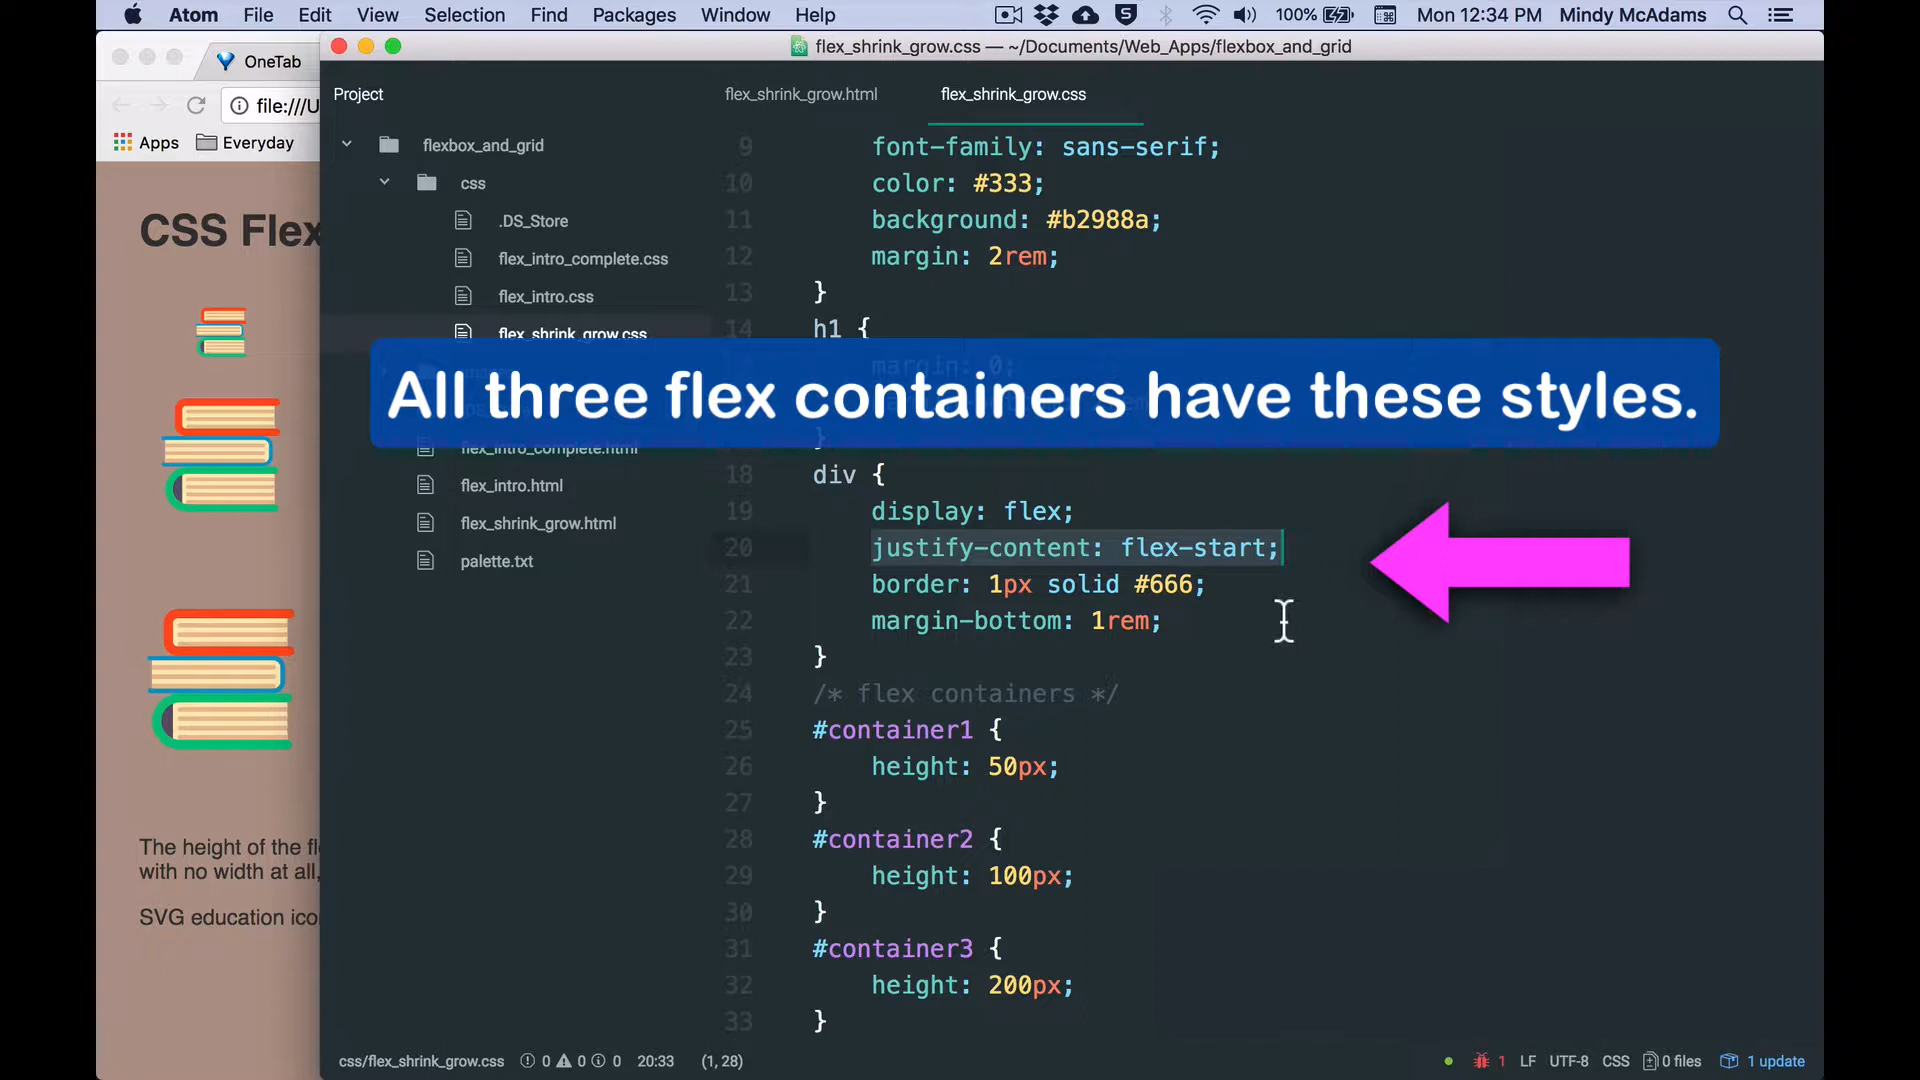 Atom File Edit View Selection Find Packages Window Help 100% Mon 12:34 PM Mindy McAdams
OneTab
file:///U
Apps Everyday
CSS Flex
The height of the fl
with no width at all,
SVG education ico
flex_shrink_grow.css — ~/Documents/Web_Apps/flexbox_and_grid
Project
flexbox_and_grid
css
.DS_Store
flex_intro_complete.css
flex_intro.css
flex_shrink_grow.css
flex_intro_complete.html
flex_intro.html
flex_shrink_grow.html
palette.txt
flex_shrink_grow.html flex_shrink_grow.css
9 font-family: sans-serif;
10 color: #333;
11 background: #b2988a;
12 margin: 2rem;
13 }
14 h1 {
margin: 0;
All three flex containers have these styles.
}
18 div {
19 display: flex;
20 justify-content: flex-start;
21 border: 1px solid #666;
22 margin-bottom: 1rem;
23 }
24 /* flex containers */
25 #container1 {
26 height: 50px;
27 }
28 #container2 {
29 height: 100px;
30 }
31 #container3 {
32 height: 200px;
33 }
css/flex_shrink_grow.css 0 0 0 20:33 (1, 28) 1 LF UTF-8 CSS 0 files 1 update